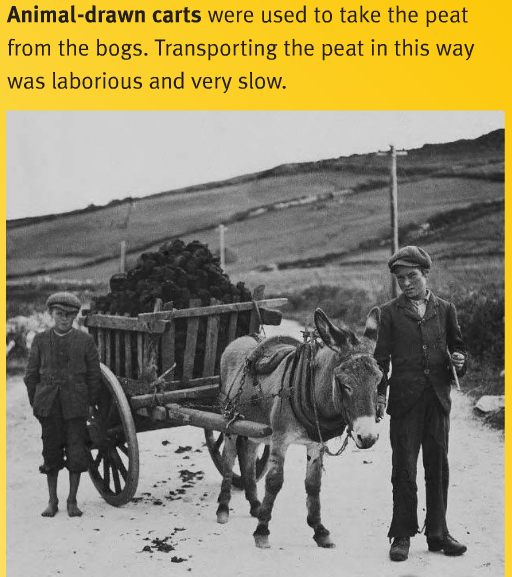 Animal-drawn carts were used to take the peat
from the bogs. Transporting the peat in this way
was laborious and very slow.